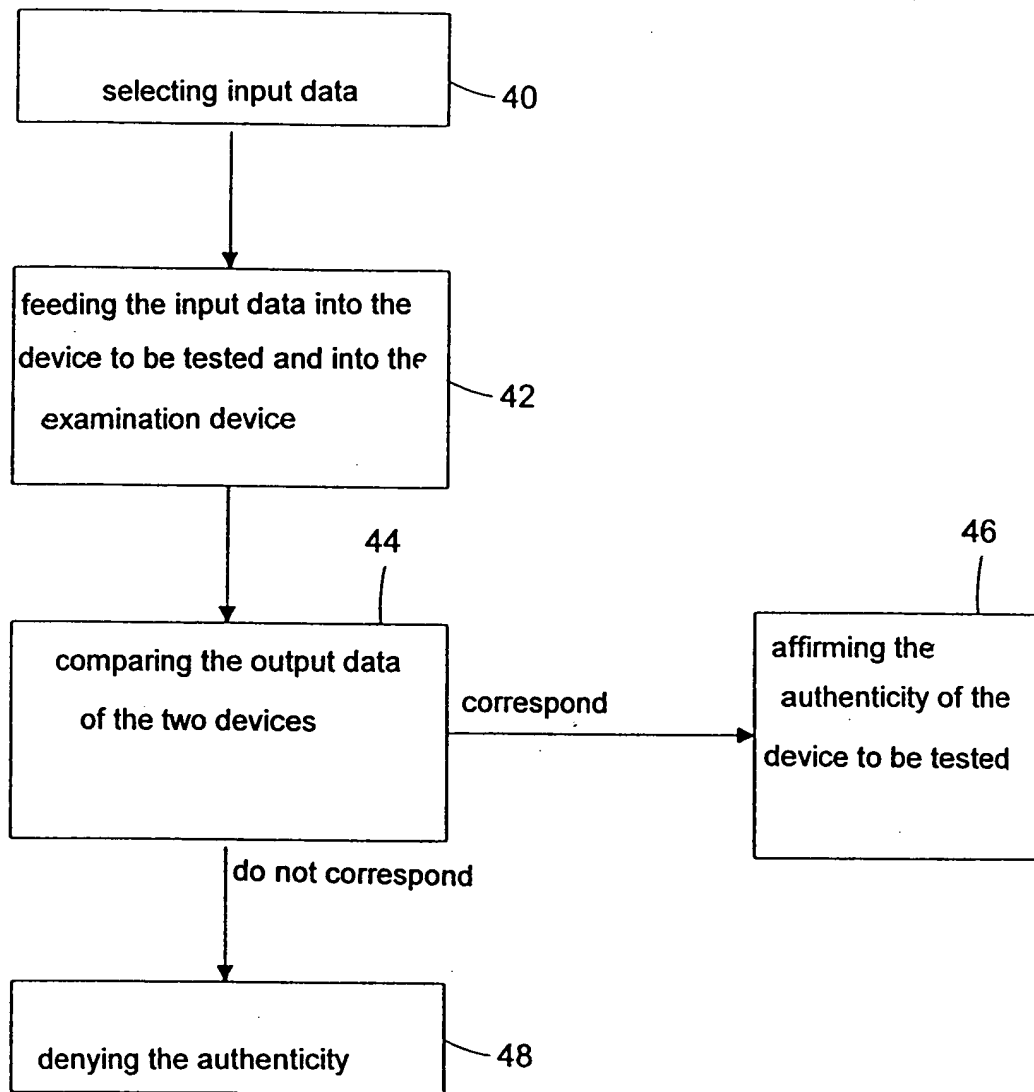 selecting input data
40
feeding the input data into the
device to be tested and into the
examination device
42
44
comparing the output data
of the two devices
correspond
46
affirming the
authenticity of the
device to be tested
do not correspond
denying the authenticity
48